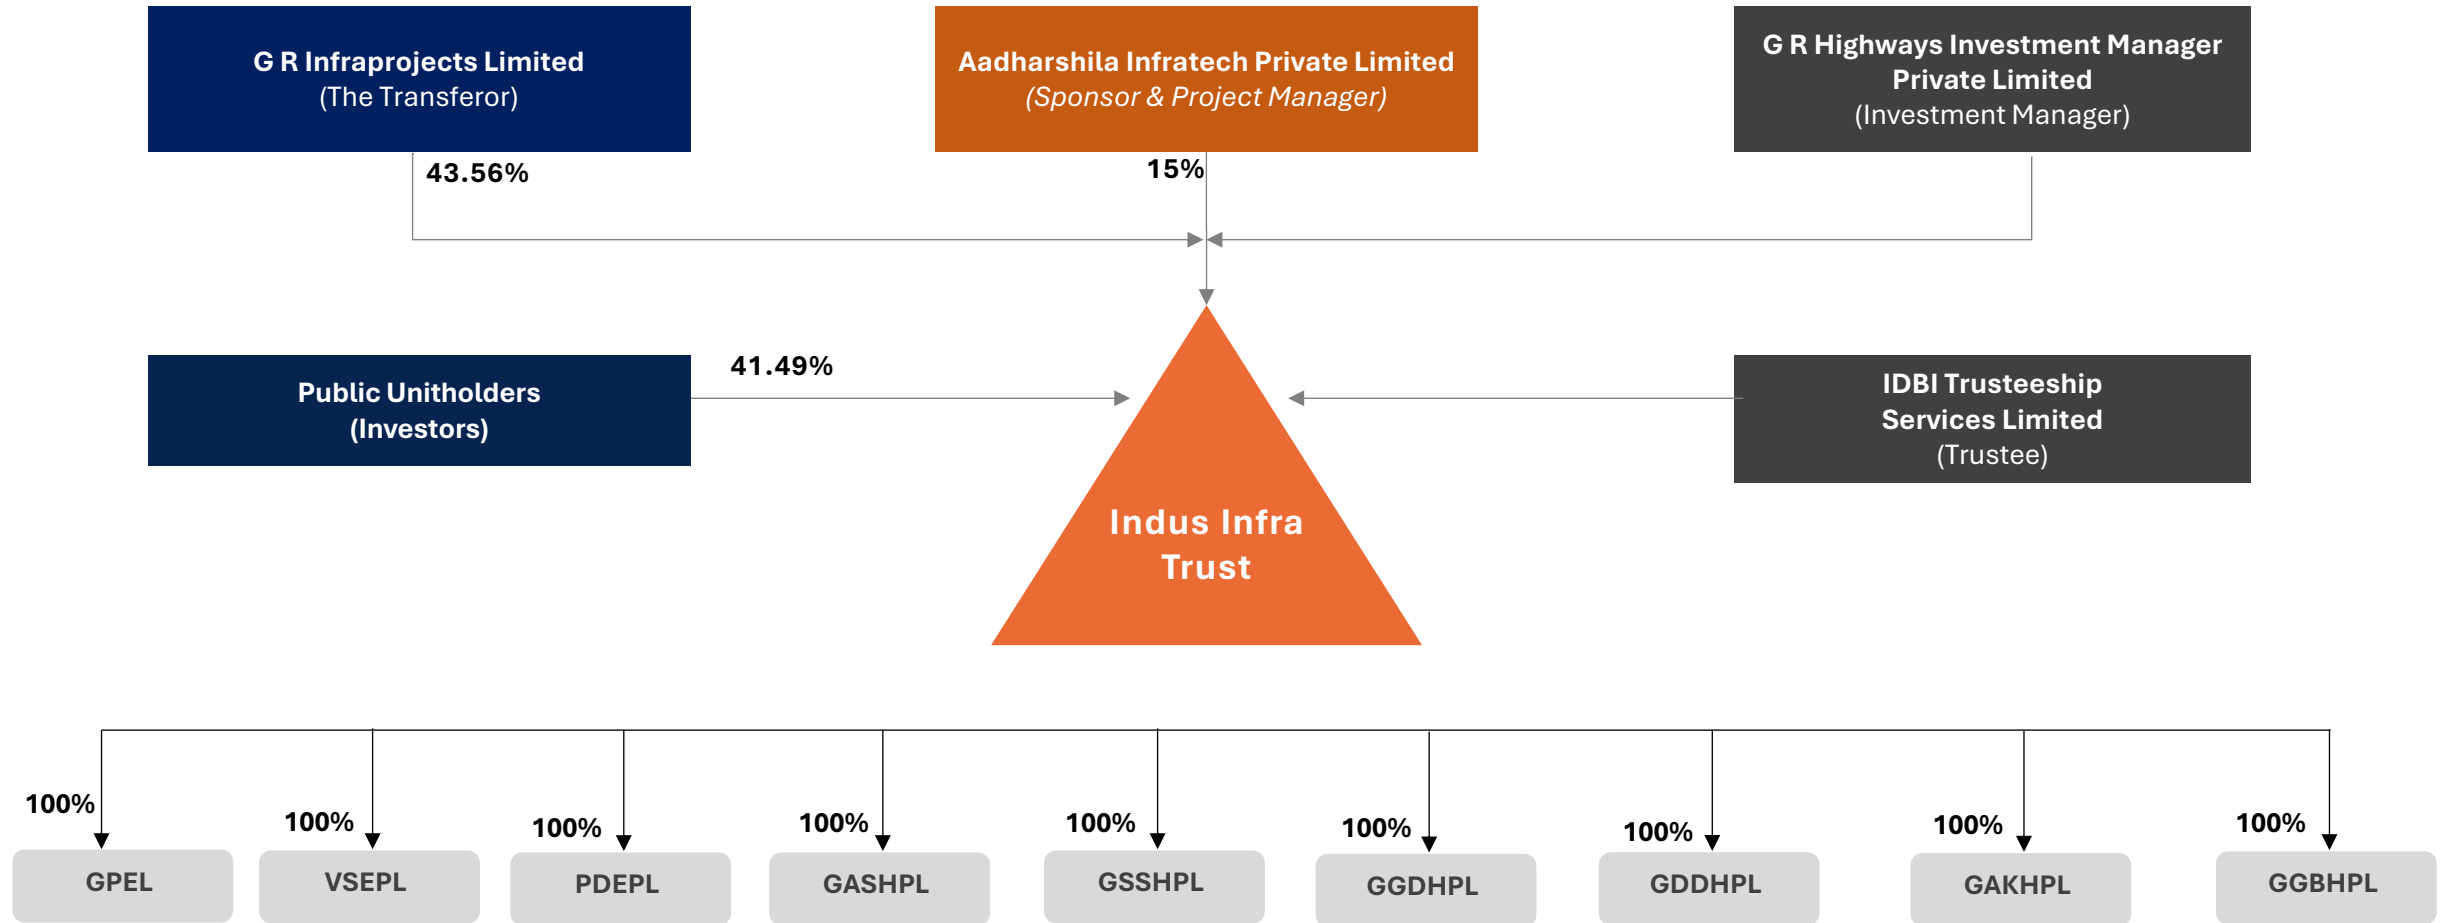 G R Infraprojects Limited
(The Transferor)
Aadharshila Infratech Private Limited
(Sponsor & Project Manager)
G R Highways Investment Manager
Private Limited
(Investment Manager)
43.56%
15%
Public Unitholders
(Investors)
41.49%
IDBI Trusteeship
Services Limited
(Trustee)
Indus Infra
Trust
100%
100%
100%
100%
100%
100%
100%
100%
100%
GPEL
VSEPL
PDEPL
GASHPL
GSSHPL
GGDHPL
GDDHPL
GAKHPL
GGBHPL